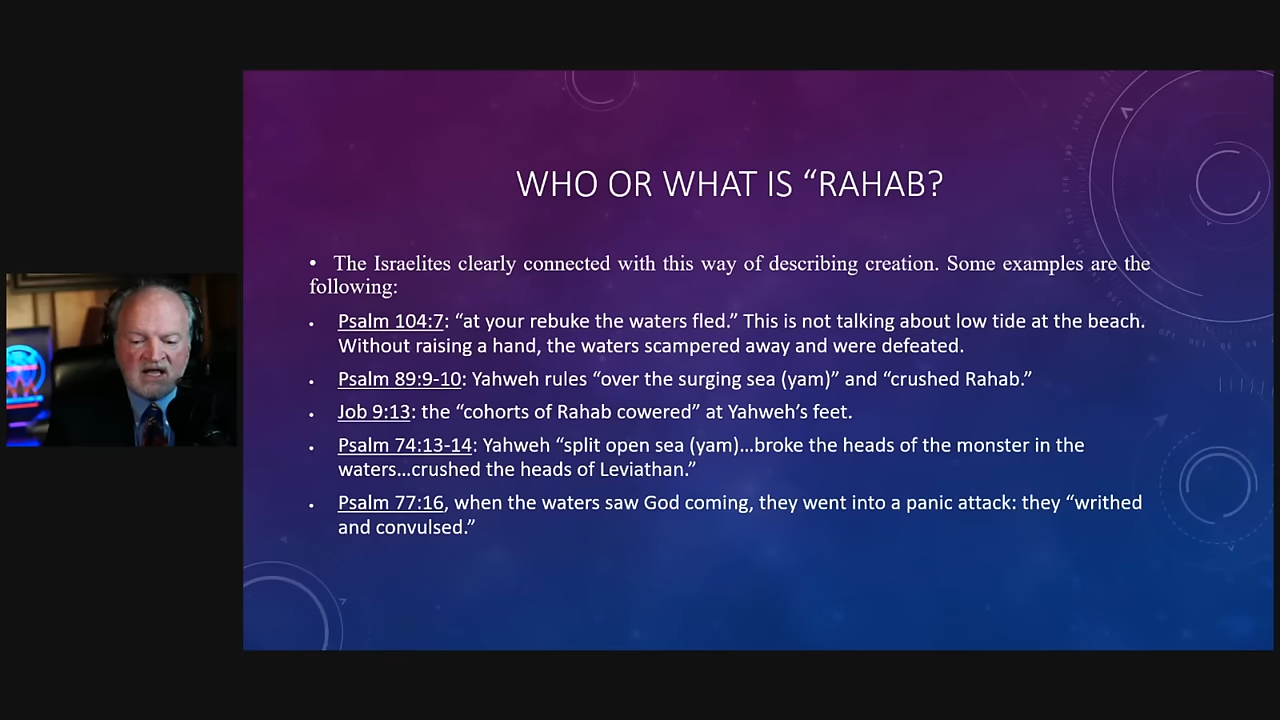 WHO OR WHAT IS “RAHAB?
• The Israelites clearly connected with this way of describing creation. Some examples are the
following:
• Psalm 104:7: “at your rebuke the waters fled.” This is not talking about low tide at the beach.
Without raising a hand, the waters scampered away and were defeated.
• Psalm 89:9-10: Yahweh rules “over the surging sea (yam)” and “crushed Rahab.”
• Job 9:13: the “cohorts of Rahab cowered” at Yahweh’s feet.
• Psalm 74:13-14: Yahweh “split open sea (yam)…broke the heads of the monster in the
waters…crushed the heads of Leviathan.”
• Psalm 77:16, when the waters saw God coming, they went into a panic attack: they “writhed
and convulsed.”